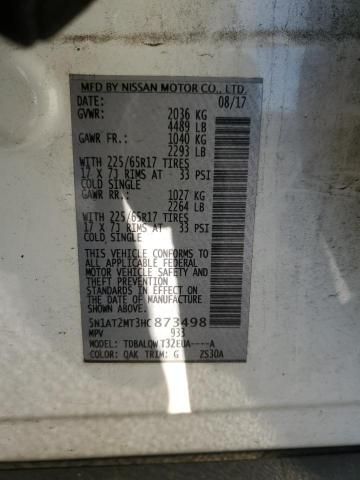 MFD BY NISSAN MOTOR CO., LTD.
DATE: 08/17
GVWR: 2036 KG
4489 LB
GAWR FR.: 1040 KG
2293 LB
WITH 225/65R17 TIRES
17 X 7J RIMS AT 33 PSI
COLD SINGLE
GAWR RR.: 1027 KG
2264 LB
WITH 225/65R17 TIRES
17 X 7J RIMS AT 33 PSI
COLD SINGLE
THIS VEHICLE CONFORMS TO
ALL APPLICABLE FEDERAL
MOTOR VEHICLE SAFETY
AND THEFT PREVENTION
STANDARDS IN EFFECT ON
THE DATE OF MANUFACTURE
SHOWN ABOVE.
5N1AT2MT3HC873498
MPV 933
MODEL: TDBALQWT32EUA----A
COLOR: QAK TRIM: G ZS30A